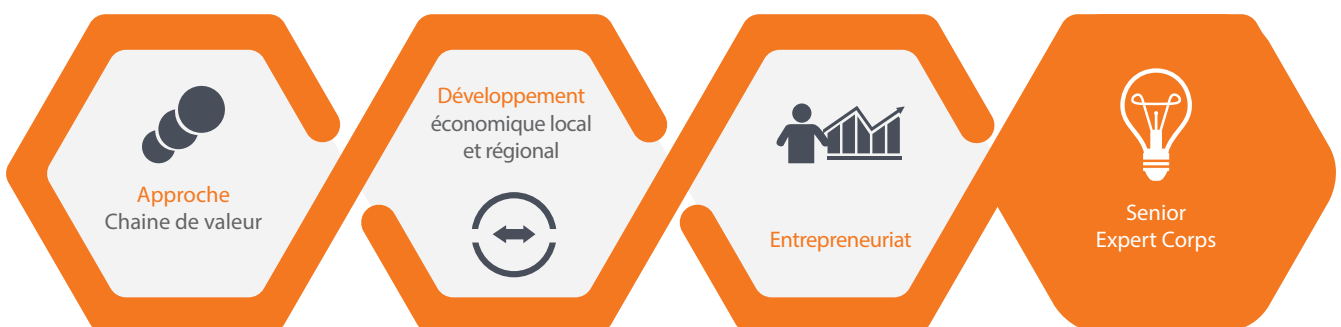 Approche
Chaine de valeur
Développement
économique local
et régional
Entrepreneuriat
Senior
Expert Corps